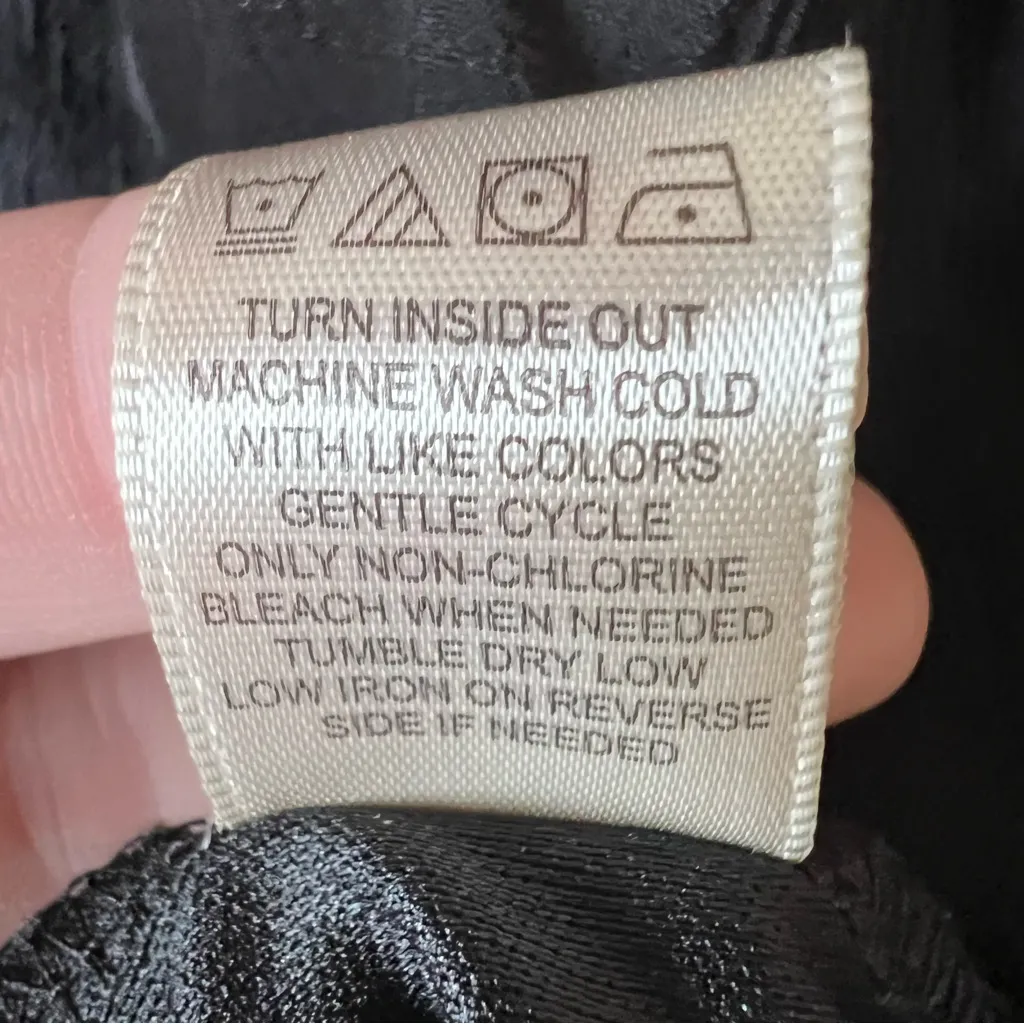 TURN INSIDE OUT
MACHINE WASH COLD
WITH LIKE COLORS
GENTLE CYCLE
ONLY NON-CHLORINE
BLEACH WHEN NEEDED
TUMBLE DRY LOW
LOW IRON ON REVERSE
SIDE IF NEEDED